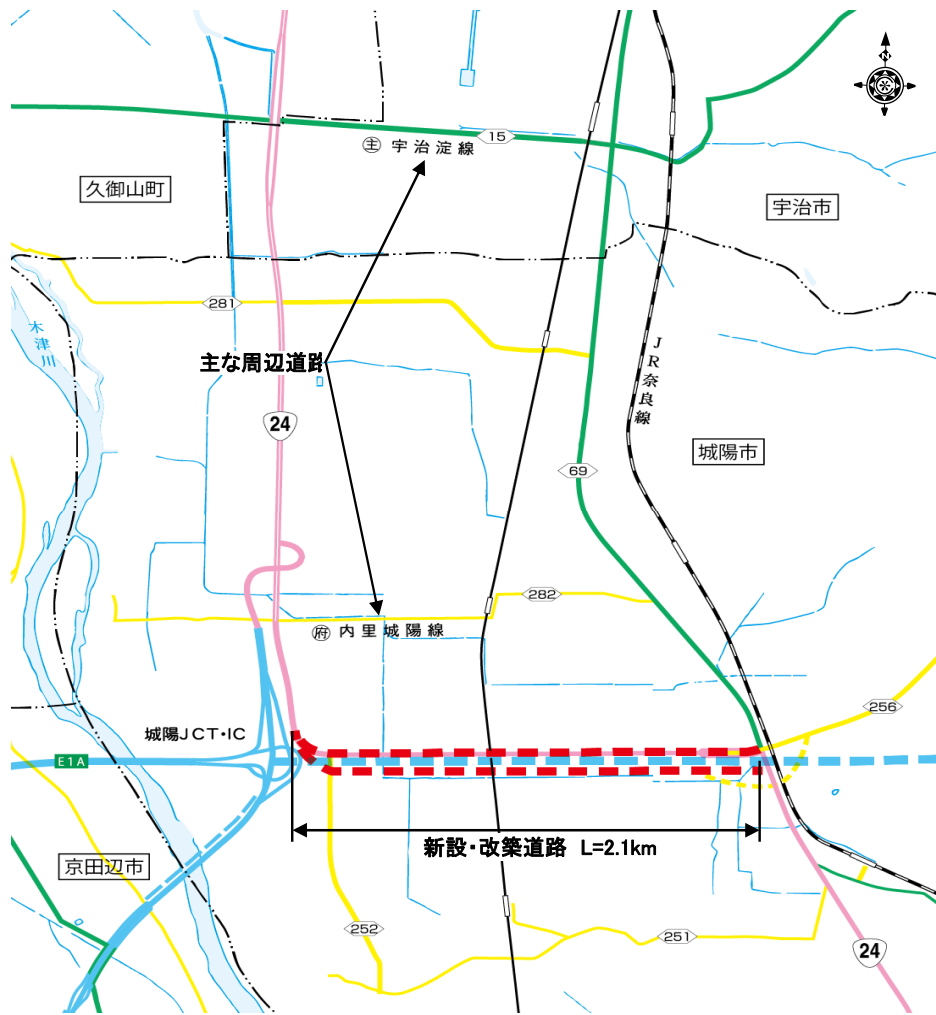 N
15
主 宇治淀線
久御山町
宇治市
281
木津川
主な周辺道路
JR奈良線
24
城陽市
69
282
府 内里城陽線
256
城陽JCT・IC
E1A
新設・改築道路 L=2.1km
京田辺市
252
251
24